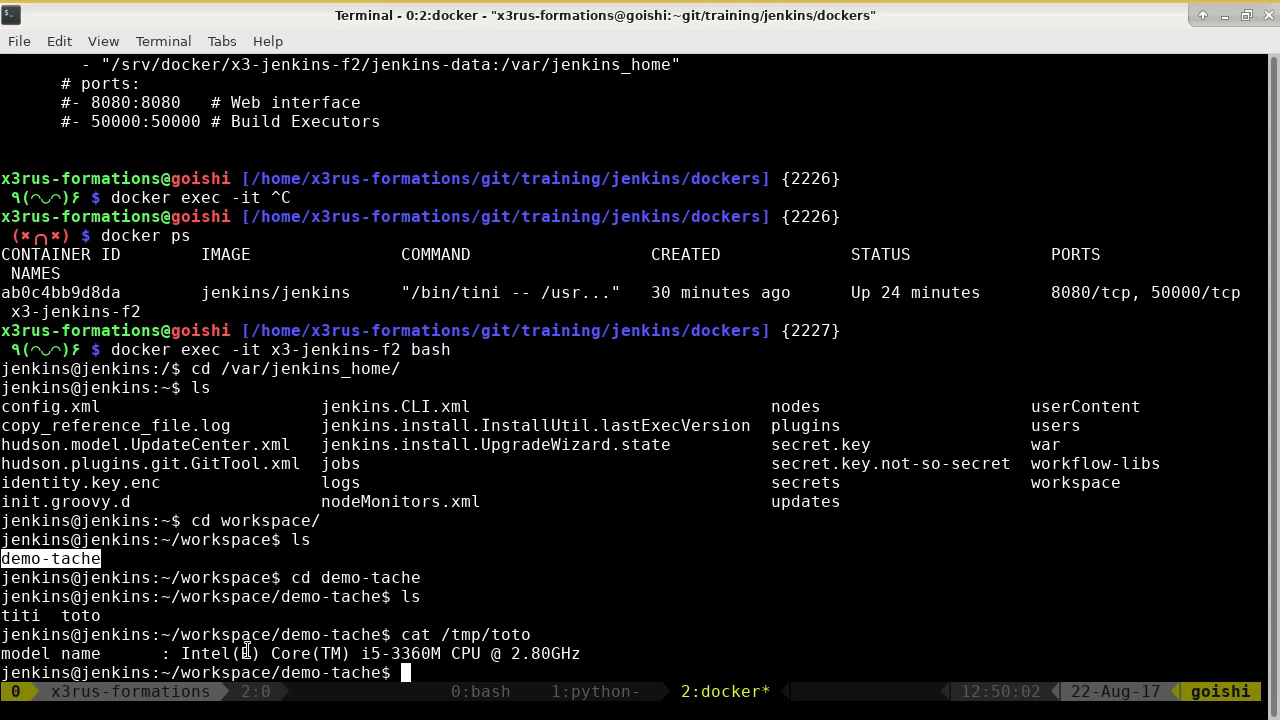 Terminal - 0:2:docker - "x3rus-formations@goishi:~git/training/jenkins/dockers"
File Edit View Terminal Tabs Help
- "/srv/docker/x3-jenkins-f2/jenkins-data:/var/jenkins_home"
# ports:
#- 8080:8080 # Web interface
#- 50000:50000 # Build Executors
x3rus-formations@goishi [/home/x3rus-formations/git/training/jenkins/dockers] {2226}
٩(◠◡◠)۶ $ docker exec -it ^C
x3rus-formations@goishi [/home/x3rus-formations/git/training/jenkins/dockers] {2226}
(✖╭╮✖) $ docker ps
CONTAINER ID IMAGE COMMAND CREATED STATUS PORTS
NAMES
ab0c4bb9d8da jenkins/jenkins "/bin/tini -- /usr..." 30 minutes ago Up 24 minutes 8080/tcp, 50000/tcp
x3-jenkins-f2
x3rus-formations@goishi [/home/x3rus-formations/git/training/jenkins/dockers] {2227}
٩(◠◡◠)۶ $ docker exec -it x3-jenkins-f2 bash
jenkins@jenkins:/$ cd /var/jenkins_home/
jenkins@jenkins:~$ ls
config.xml jenkins.CLI.xml nodes userContent
copy_reference_file.log jenkins.install.InstallUtil.lastExecVersion plugins users
hudson.model.UpdateCenter.xml jenkins.install.UpgradeWizard.state secret.key war
hudson.plugins.git.GitTool.xml jobs secret.key.not-so-secret workflow-libs
identity.key.enc logs secrets workspace
init.groovy.d nodeMonitors.xml updates
jenkins@jenkins:~$ cd workspace/
jenkins@jenkins:~/workspace$ ls
demo-tache
jenkins@jenkins:~/workspace$ cd demo-tache
jenkins@jenkins:~/workspace/demo-tache$ ls
titi toto
jenkins@jenkins:~/workspace/demo-tache$ cat /tmp/toto
model name : Intel(R) Core(TM) i5-3360M CPU @ 2.80GHz
jenkins@jenkins:~/workspace/demo-tache$
0 x3rus-formations 2:0 0:bash 1:python- 2:docker* 12:50:02 22-Aug-17 goishi